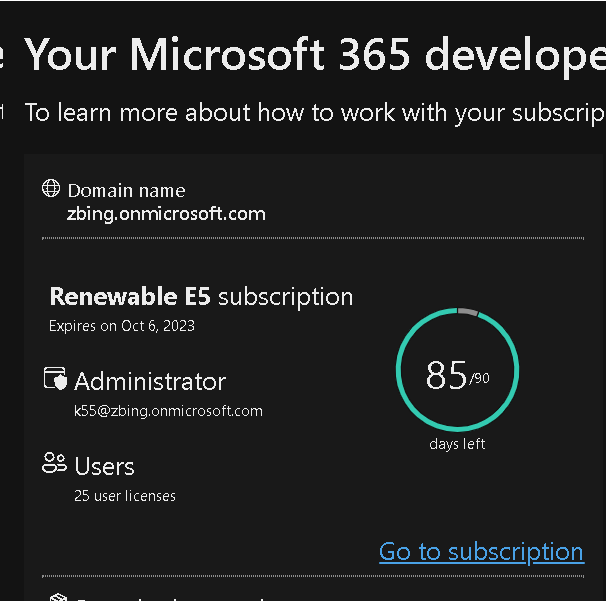 Your Microsoft 365 develope
To learn more about how to work with your subscrip
Domain name
zbing.onmicrosoft.com
Renewable E5 subscription
Expires on Oct 6, 2023
85/90
days left
Administrator
k55@zbing.onmicrosoft.com
Users
25 user licenses
Go to subscription